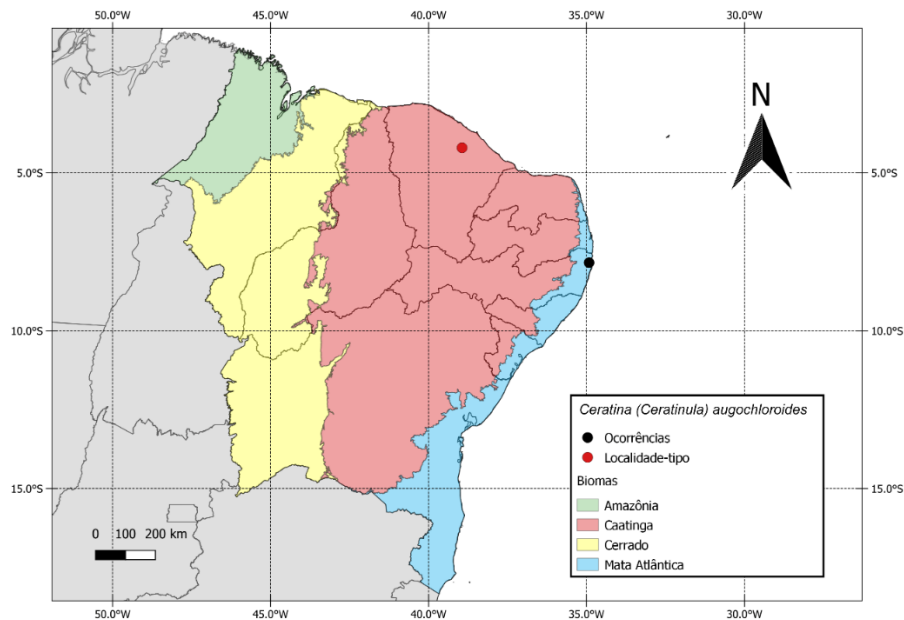 50.0°W 45.0°W 40.0°W 35.0°W 30.0°W
N
5.0°S 5.0°S
10.0°S 10.0°S
Ceratina (Ceratinula) augochloroides
Ocorrências
Localidade-tipo
Biomas
15.0°S 15.0°S
Amazônia
0 100 200 km
Caatinga
Cerrado
Mata Atlântica
50.0°W 45.0°W 40.0°W 35.0°W 30.0°W